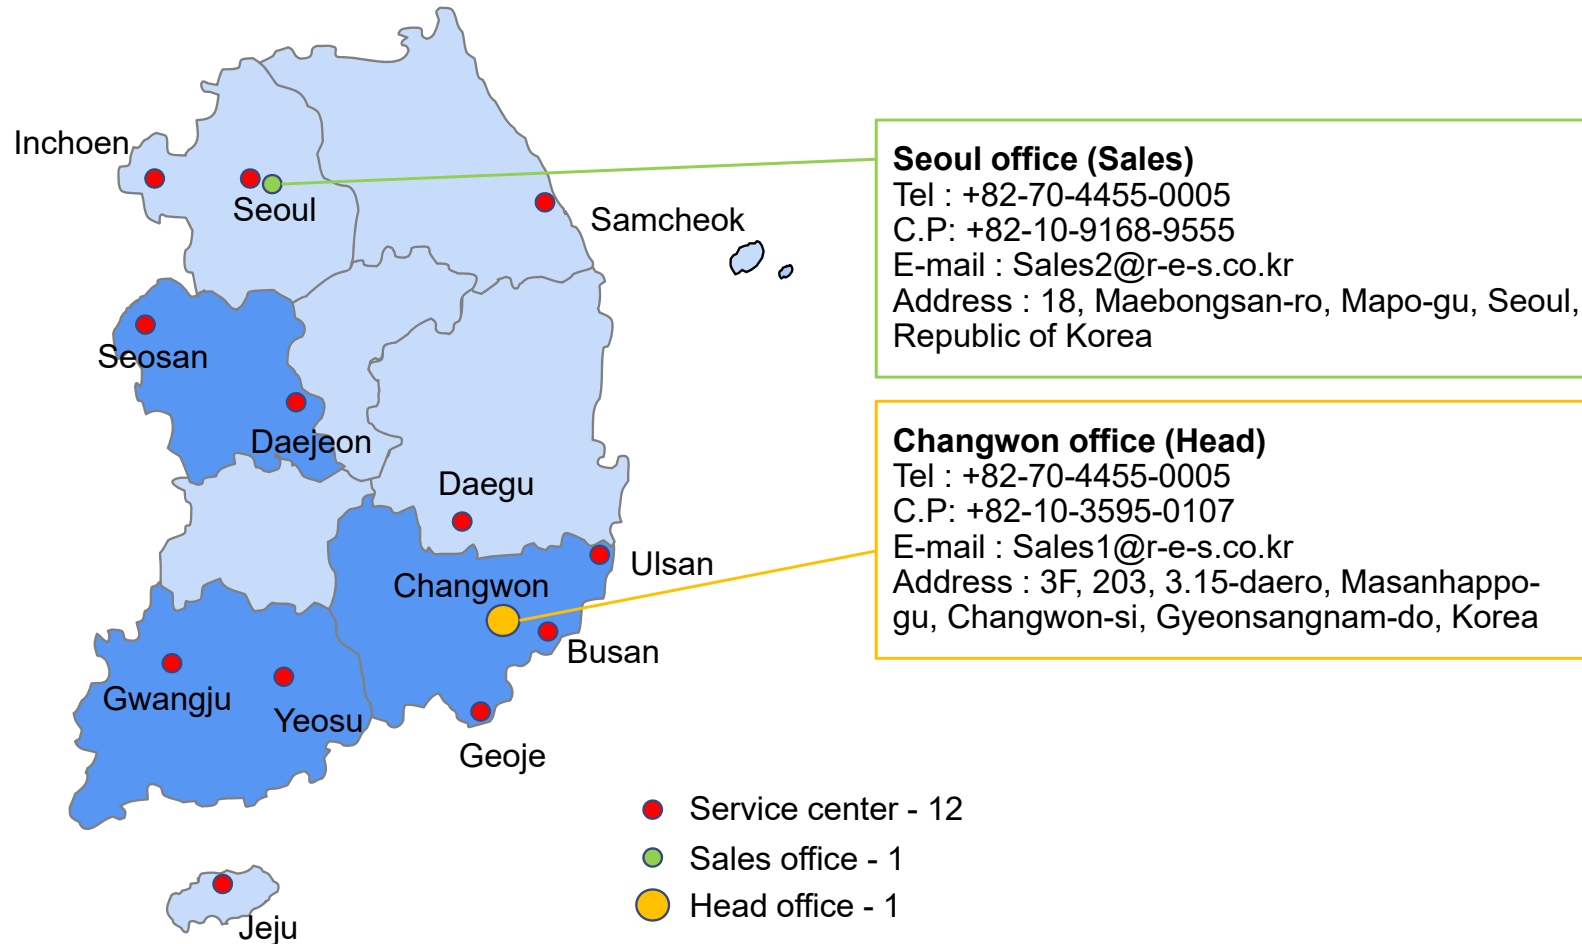 Inchoen
Seoul
Samcheok
Seosan
Daejeon
Daegu
Ulsan
Changwon
Busan
Gwangju
Yeosu
Geoje
Jeju
Seoul office (Sales)
Tel : +82-70-4455-0005
C.P: +82-10-9168-9555
E-mail : Sales2@r-e-s.co.kr
Address : 18, Maebongsan-ro, Mapo-gu, Seoul,
Republic of Korea
Changwon office (Head)
Tel : +82-70-4455-0005
C.P: +82-10-3595-0107
E-mail : Sales1@r-e-s.co.kr
Address : 3F, 203, 3.15-daero, Masanhappo-
gu, Changwon-si, Gyeonsangnam-do, Korea
Service center - 12
Sales office - 1
Head office - 1